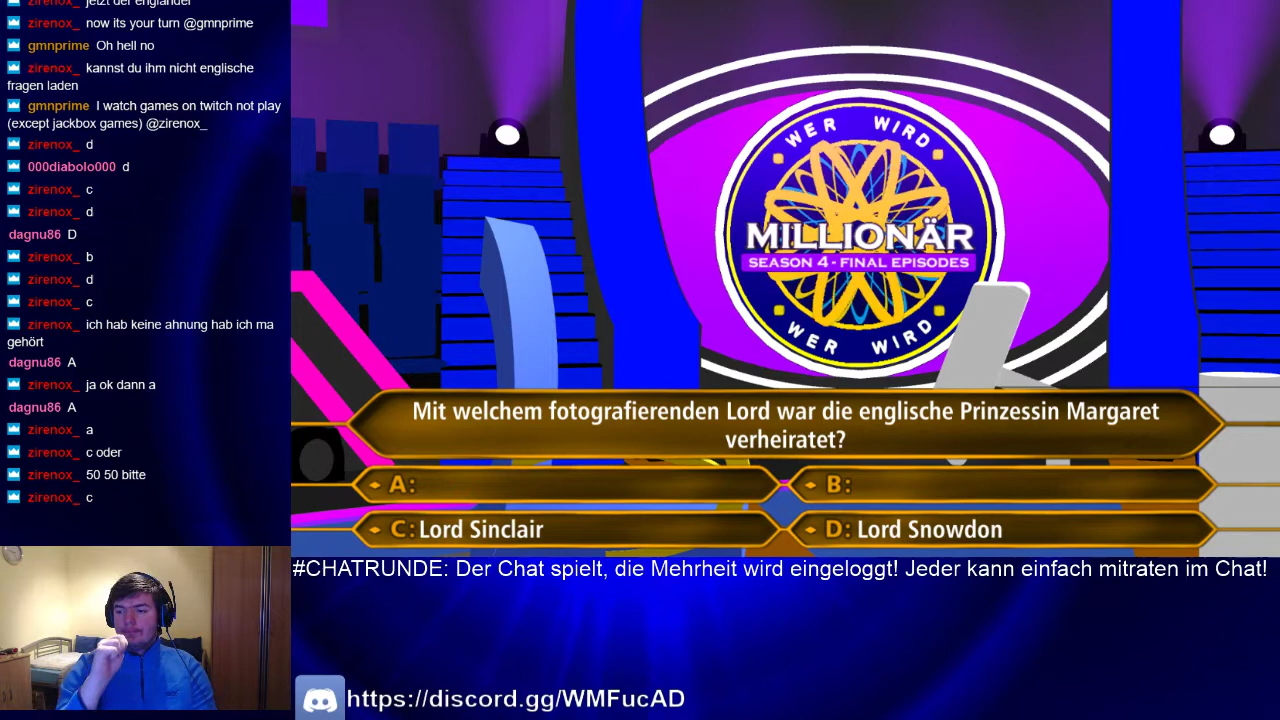 zirenox_ jetzt der engländer
zirenox_ now its your turn @gmnprime
gmnprime Oh hell no
zirenox_ kannst du ihm nicht englische
fragen laden
gmnprime I watch games on twitch not play
(except jackbox games) @zirenox_
zirenox_ d
000diabolo000 d
zirenox_ c
zirenox_ d
dagnu86 D
zirenox_ b
zirenox_ d
zirenox_ c
zirenox_ ich hab keine ahnung hab ich ma
gehört
dagnu86 A
zirenox_ ja ok dann a
dagnu86 A
zirenox_ a
zirenox_ c oder
zirenox_ 50 50 bitte
zirenox_ c
WER WIRD
MILLIONÄR
SEASON 4 - FINAL EPISODES
WER WIRD
Mit welchem fotografierenden Lord war die englische Prinzessin Margaret
verheiratet?
A:
B:
C: Lord Sinclair
D: Lord Snowdon
#CHATRUNDE: Der Chat spielt, die Mehrheit wird eingeloggt! Jeder kann einfach mitraten im Chat!
https://discord.gg/WMFucAD